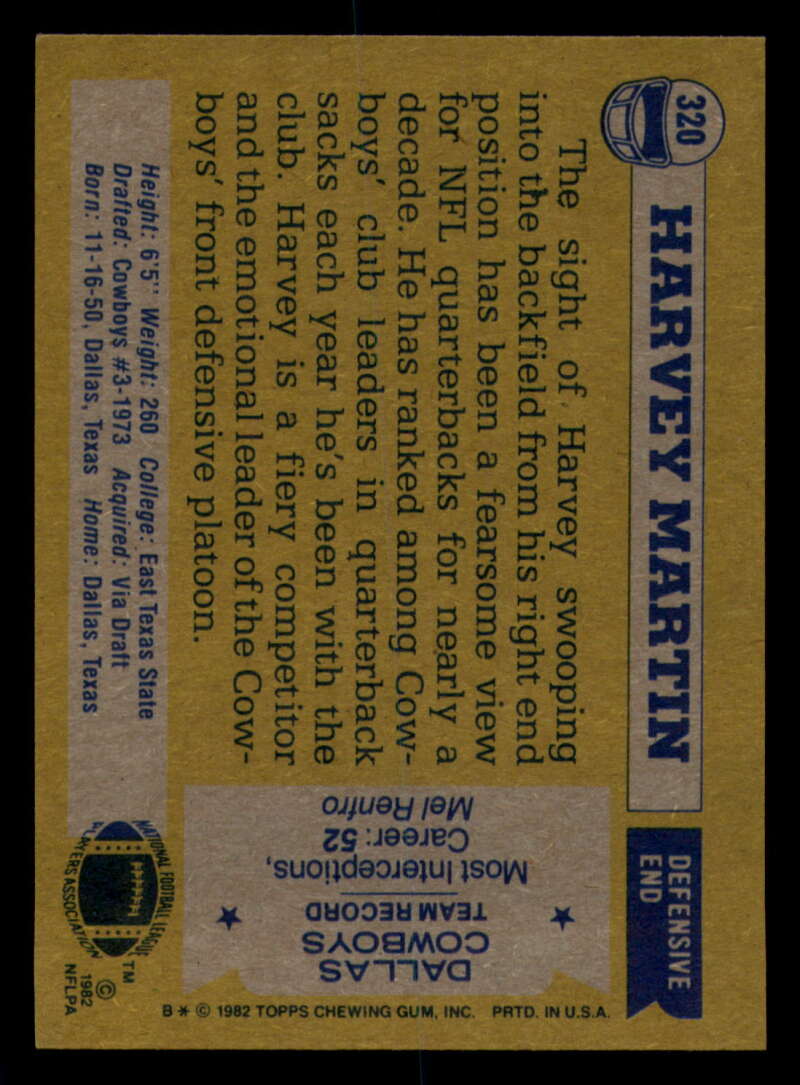 320
HARVEY MARTIN
DEFENSIVE
END
The sight of Harvey swooping
into the backfield from his right end
position has been a fearsome view
for NFL quarterbacks for nearly a
decade. He has ranked among Cow-
boys' club leaders in quarterback
sacks each year he's been with the
club. Harvey is a fiery competitor
and the emotional leader of the Cow-
boys' front defensive platoon.
Height: 6'5" Weight: 260 College: East Texas State
Drafted: Cowboys #3-1973 Acquired: Via Draft
Born: 11-16-50, Dallas, Texas Home: Dallas, Texas
DALLAS
COWBOYS
TEAM RECORD
Most Interceptions,
Career: 52
Mel Renfro
NATIONAL FOOTBALL LEAGUE
PLAYERS ASSOCIATION
TM
©
1982
NFLPA
B * © 1982 TOPPS CHEWING GUM, INC. PRTD. IN U.S.A.